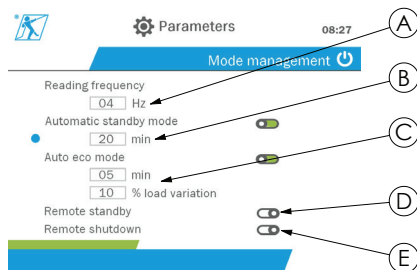 Parameters
08:27
Mode management
Reading frequency
04 Hz
Automatic standby mode
20 min
Auto eco mode
05 min
10 % load variation
Remote standby
Remote shutdown
A
B
C
D
E